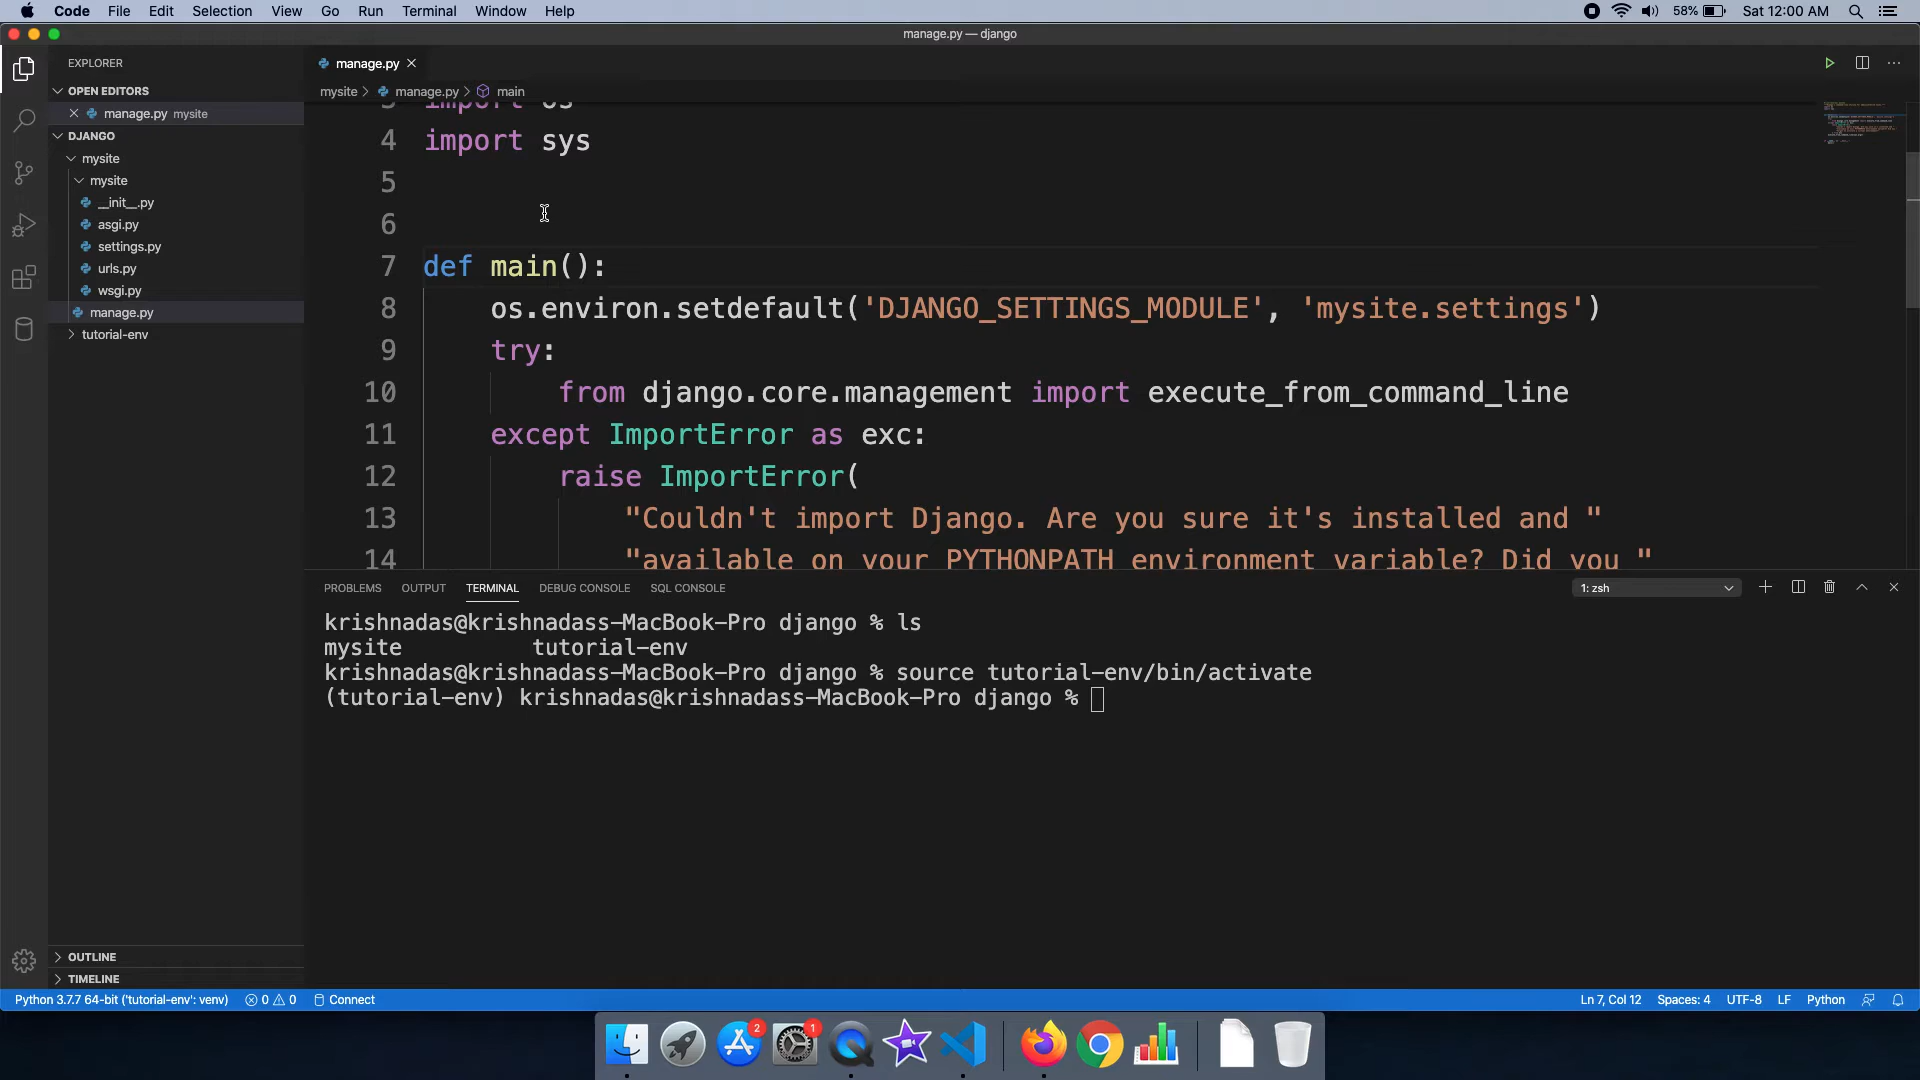 Code File Edit Selection View Go Run Terminal Window Help 58% Sat 12:00 AM
manage.py — django
EXPLORER
OPEN EDITORS
manage.py mysite
DJANGO
mysite
mysite
__init__.py
asgi.py
settings.py
urls.py
wsgi.py
manage.py
tutorial-env
OUTLINE
TIMELINE
manage.py
mysite > manage.py > main
3 import os
4 import sys
5
6
7 def main():
8 os.environ.setdefault('DJANGO_SETTINGS_MODULE', 'mysite.settings')
9 try:
10 from django.core.management import execute_from_command_line
11 except ImportError as exc:
12 raise ImportError(
13 "Couldn't import Django. Are you sure it's installed and "
14 "available on your PYTHONPATH environment variable? Did you "
PROBLEMS OUTPUT TERMINAL DEBUG CONSOLE SQL CONSOLE 1: zsh
krishnadas@krishnadass-MacBook-Pro django % ls
mysite tutorial-env
krishnadas@krishnadass-MacBook-Pro django % source tutorial-env/bin/activate
(tutorial-env) krishnadas@krishnadass-MacBook-Pro django %
Python 3.7.7 64-bit ('tutorial-env': venv) 0 0 Connect Ln 7, Col 12 Spaces: 4 UTF-8 LF Python
2 1